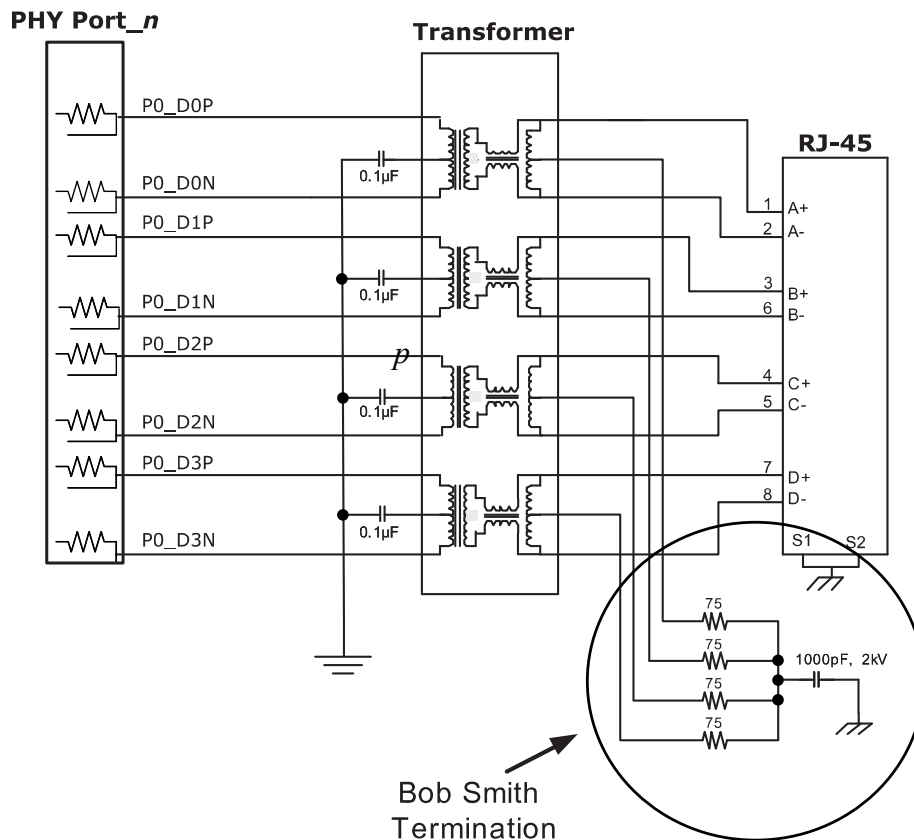 PHY Port_n
Transformer
RJ-45
P0_D0P
0.1µF
P0_D0N
P0_D1P
0.1µF
P0_D1N
P0_D2P
p
0.1µF
P0_D2N
P0_D3P
0.1µF
P0_D3N
1 A+
2 A-
3 B+
6 B-
4 C+
5 C-
7 D+
8 D-
S1 S2
75
75
75
75
1000pF, 2kV
Bob Smith
Termination